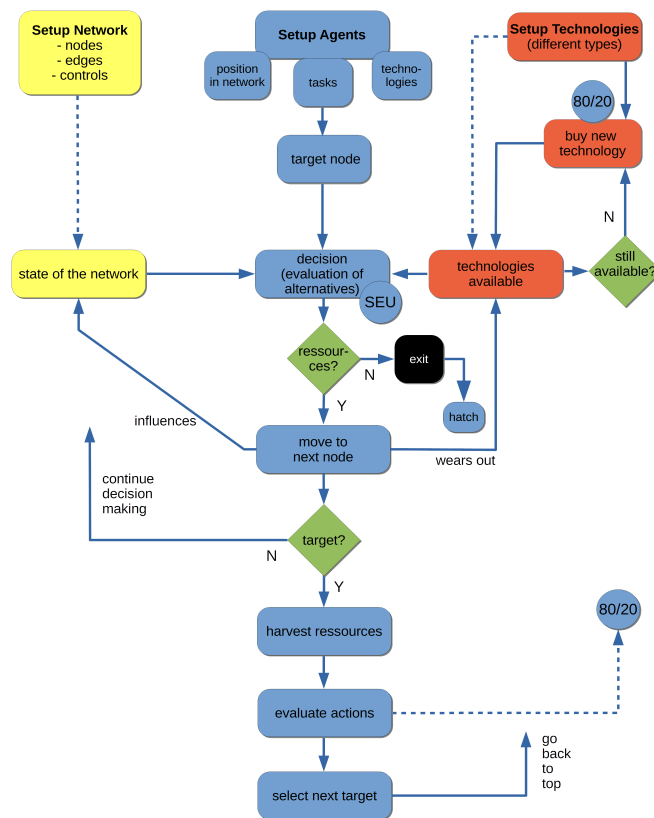 Setup Network
- nodes
- edges
- controls
Setup Agents
position
in network
tasks
techno-
logies
Setup Technologies
(different types)
80/20
buy new
technology
target node
N
state of the network
decision
(evaluation of
alternatives)
SEU
technologies
available
still
available?
ressour-
ces?
N
exit
Y
hatch
influences
move to
next node
wears out
continue
decision
making
target?
N
Y
harvest ressources
80/20
evaluate actions
go
back
to
top
select next target